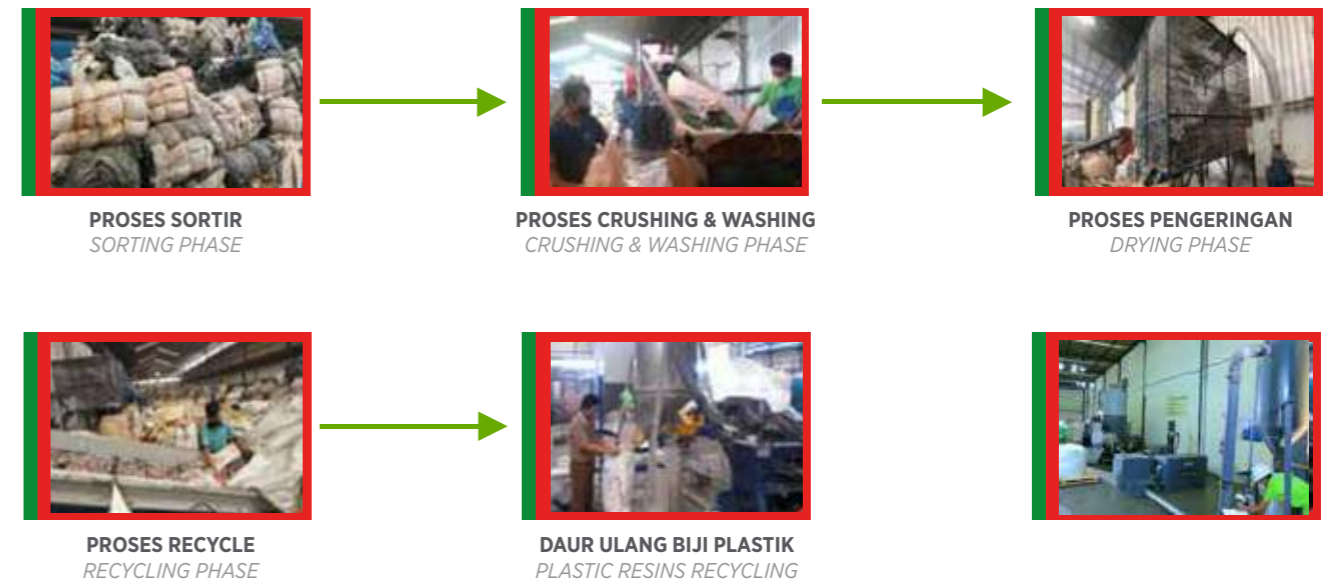 PROSES SORTIR
SORTING PHASE
PROSES CRUSHING & WASHING
CRUSHING & WASHING PHASE
PROSES PENGERINGAN
DRYING PHASE
PROSES RECYCLE
RECYCLING PHASE
DAUR ULANG BIJI PLASTIK
PLASTIC RESINS RECYCLING